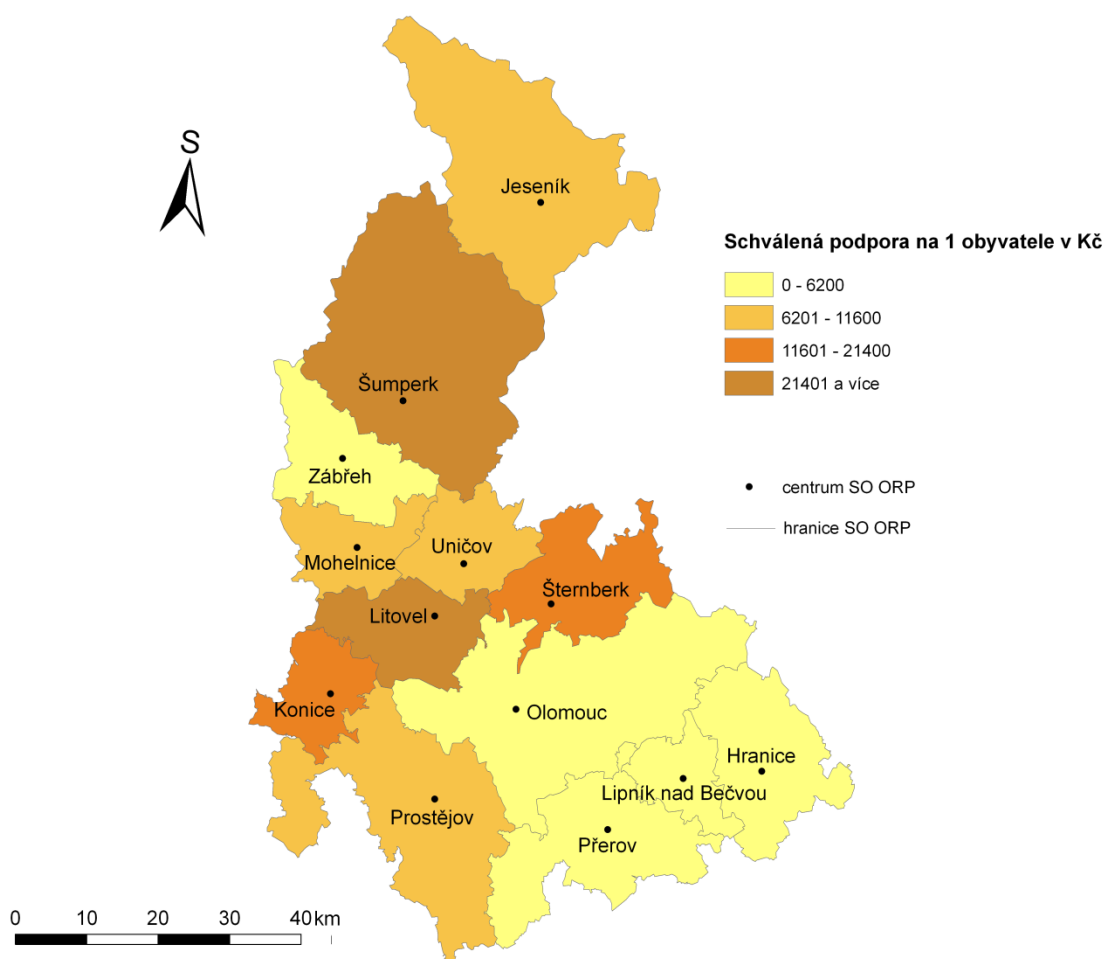 S
Jeseník
Schválená podpora na 1 obyvatele v Kč
0 - 6200
6201 - 11600
11601 - 21400
21401 a více
Šumperk
Zábřeh
centrum SO ORP
hranice SO ORP
Uničov
Mohelnice
Šternberk
Litovel
Konice
Olomouc
Hranice
Lipník nad Bečvou
Prostějov
Přerov
0 10 20 30 40 km